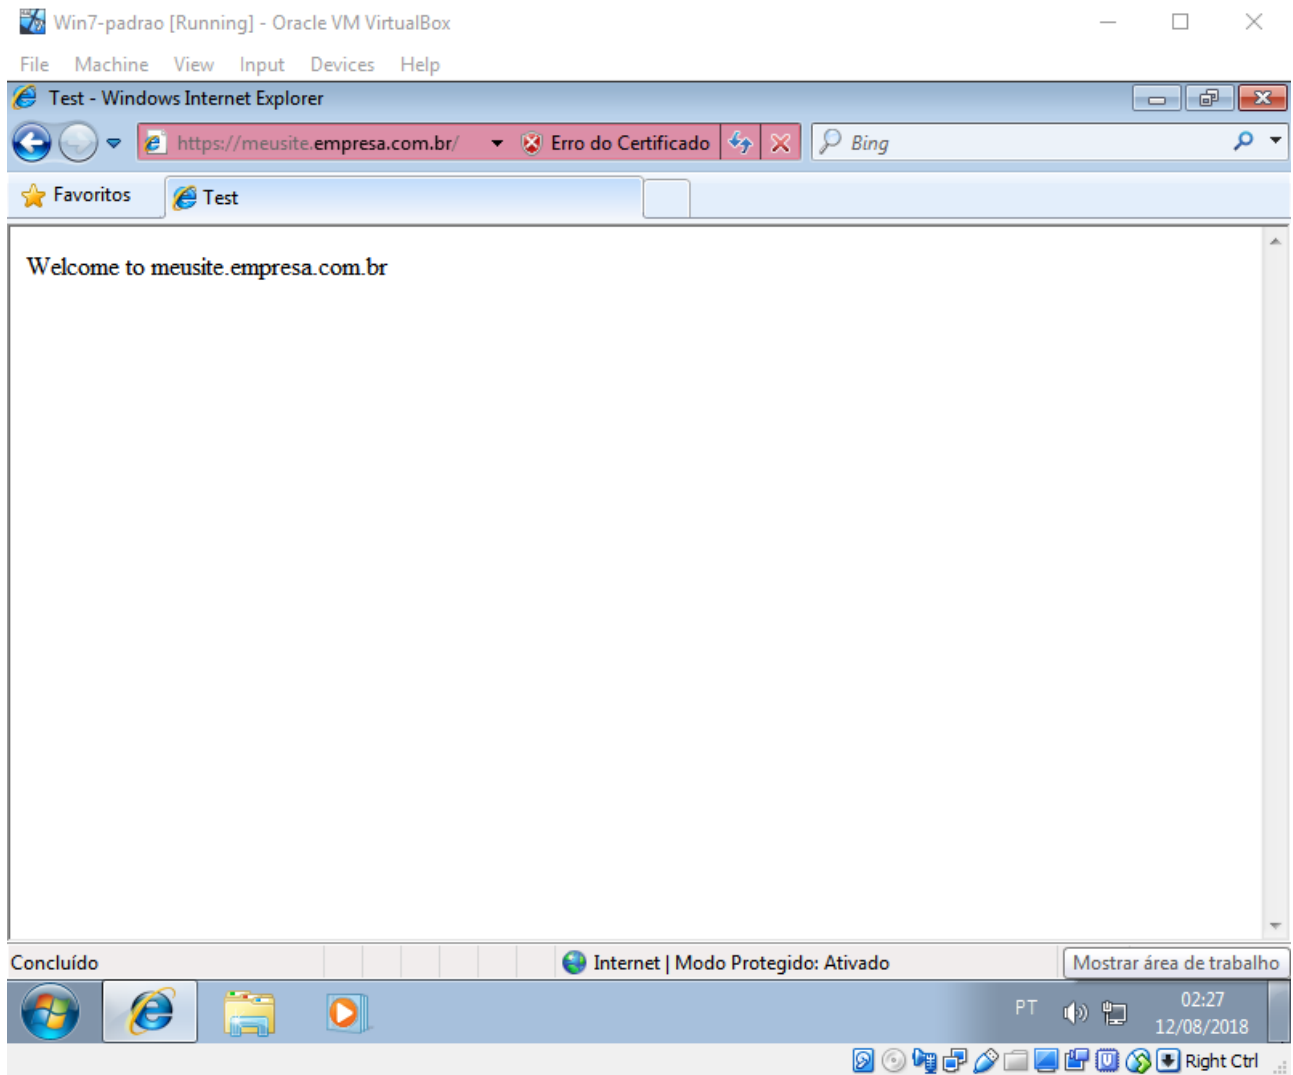 Win7-padrao [Running] - Oracle VM VirtualBox
File Machine View Input Devices Help
Test - Windows Internet Explorer
https://meusite.empresa.com.br/ Erro do Certificado Bing
Favoritos Test
Welcome to meusite.empresa.com.br
Concluído Internet | Modo Protegido: Ativado Mostrar área de trabalho
PT 02:27
12/08/2018
Right Ctrl